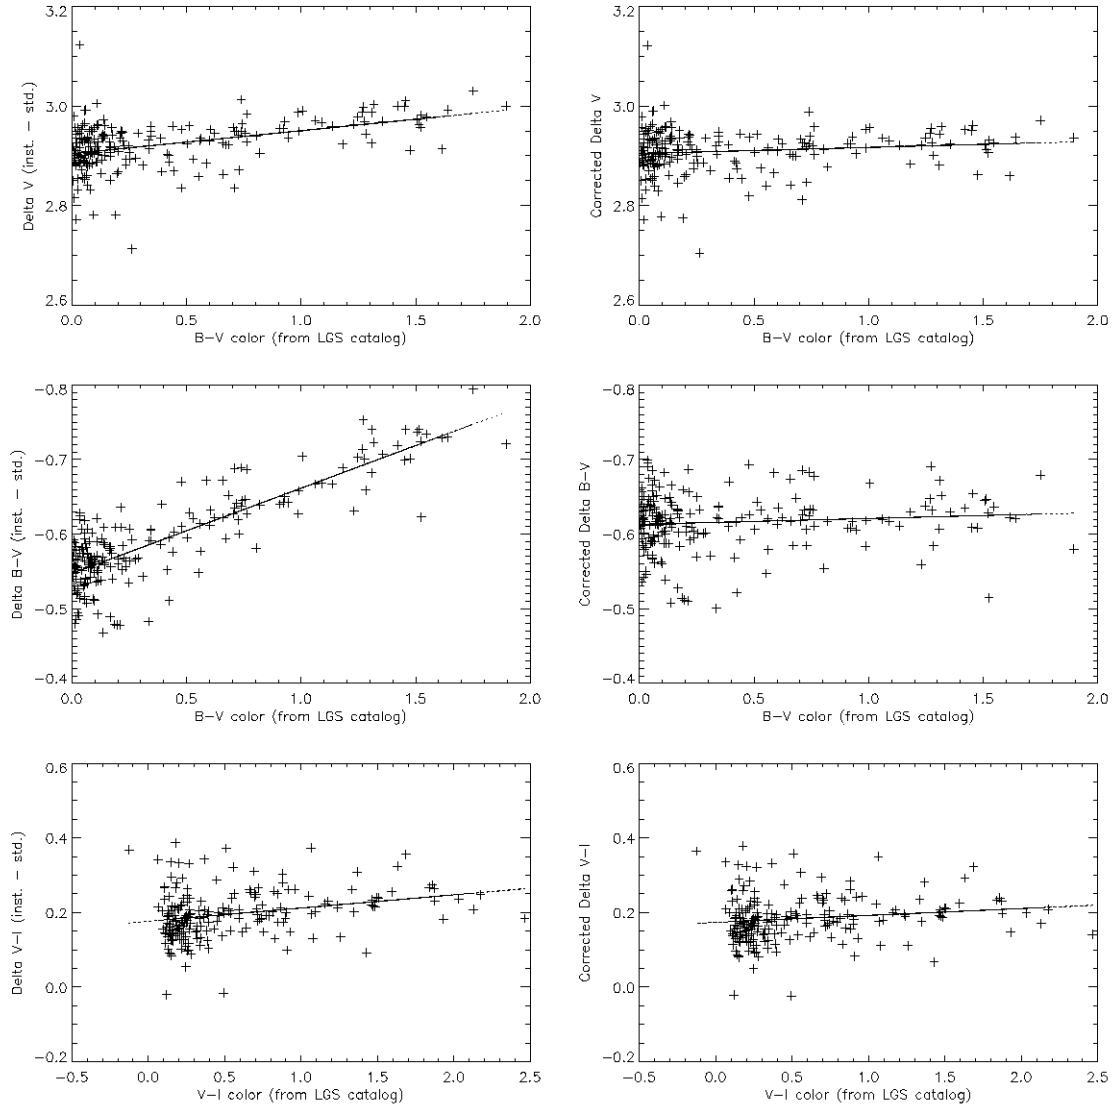 3.2
3.0
2.8
2.6
Delta V (inst. - std.)
0.0 0.5 1.0 1.5 2.0
B-V color (from LGS catalog)
3.2
3.0
2.8
2.6
Corrected Delta V
0.0 0.5 1.0 1.5 2.0
B-V color (from LGS catalog)
-0.8
-0.7
-0.6
-0.5
-0.4
Delta B-V (inst. - std.)
0.0 0.5 1.0 1.5 2.0
B-V color (from LGS catalog)
-0.8
-0.7
-0.6
-0.5
-0.4
Corrected Delta B-V
0.0 0.5 1.0 1.5 2.0
B-V color (from LGS catalog)
0.6
0.4
0.2
0.0
-0.2
Delta V-I (inst. - std.)
-0.5 0.0 0.5 1.0 1.5 2.0 2.5
V-I color (from LGS catalog)
0.6
0.4
0.2
0.0
-0.2
Corrected Delta V-I
-0.5 0.0 0.5 1.0 1.5 2.0 2.5
V-I color (from LGS catalog)